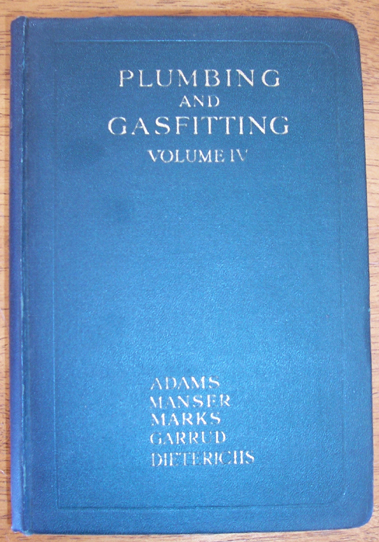 PLUMBING
AND
GASFITTING
VOLUME IV
ADAMS
MANSER
MARKS
GARRUD
DIETERICHS